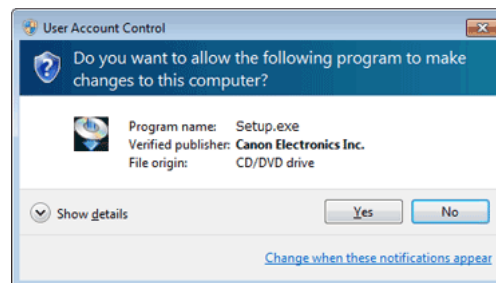 User Account Control
Do you want to allow the following program to make
changes to this computer?
Program name: Setup.exe
Verified publisher: Canon Electronics Inc.
File origin: CD/DVD drive
Show details
Yes
No
Change when these notifications appear